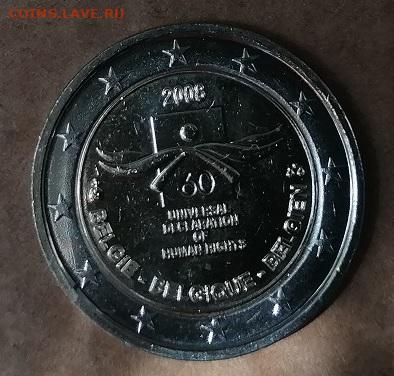 COINS.LAVE.RU
2008
60
UNIVERSAL
DECLARATION
OF
HUMAN RIGHTS
BELGIE - BELGIQUE - BELGIEN